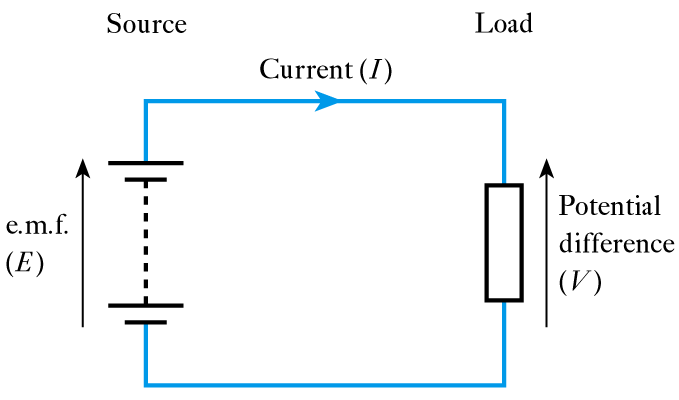 Source
Load
Current (I)
e.m.f.
(E)
Potential
difference
(V)